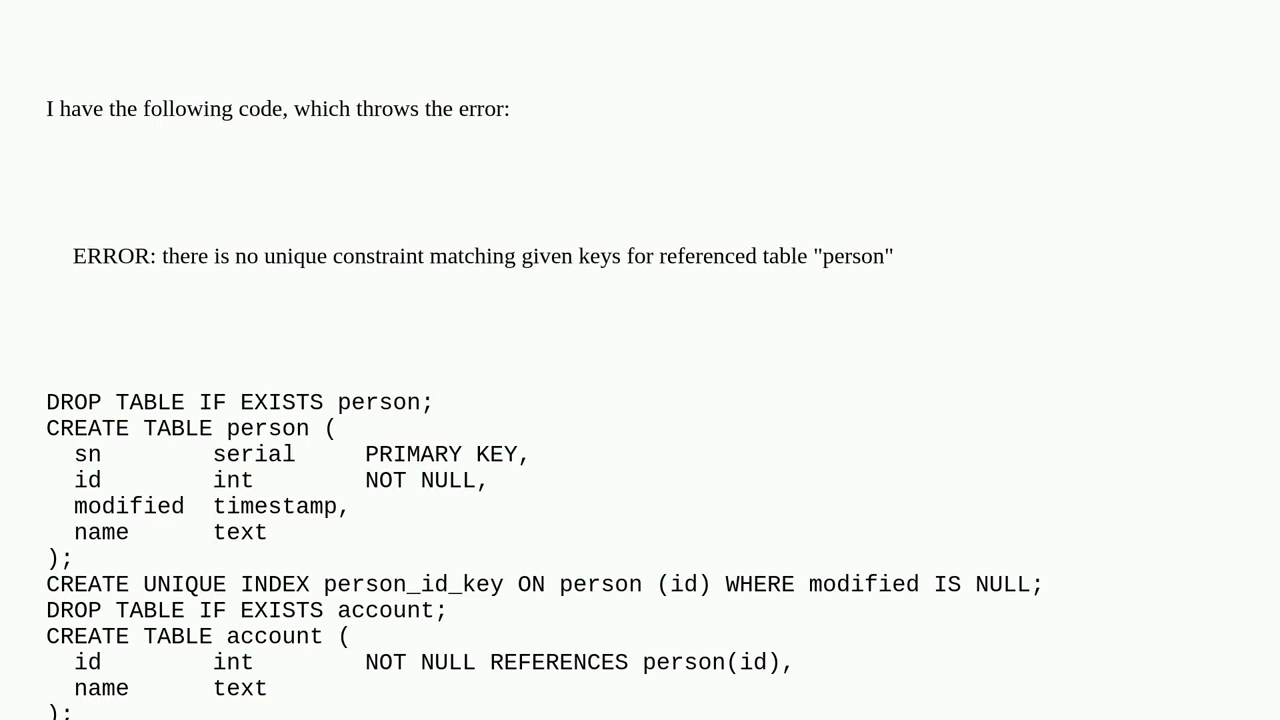 I have the following code, which throws the error:
ERROR: there is no unique constraint matching given keys for referenced table "person"
DROP TABLE IF EXISTS person;
CREATE TABLE person (
  sn        serial     PRIMARY KEY,
  id        int        NOT NULL,
  modified  timestamp,
  name      text
);
CREATE UNIQUE INDEX person_id_key ON person (id) WHERE modified IS NULL;
DROP TABLE IF EXISTS account;
CREATE TABLE account (
  id        int        NOT NULL REFERENCES person(id),
  name      text
);